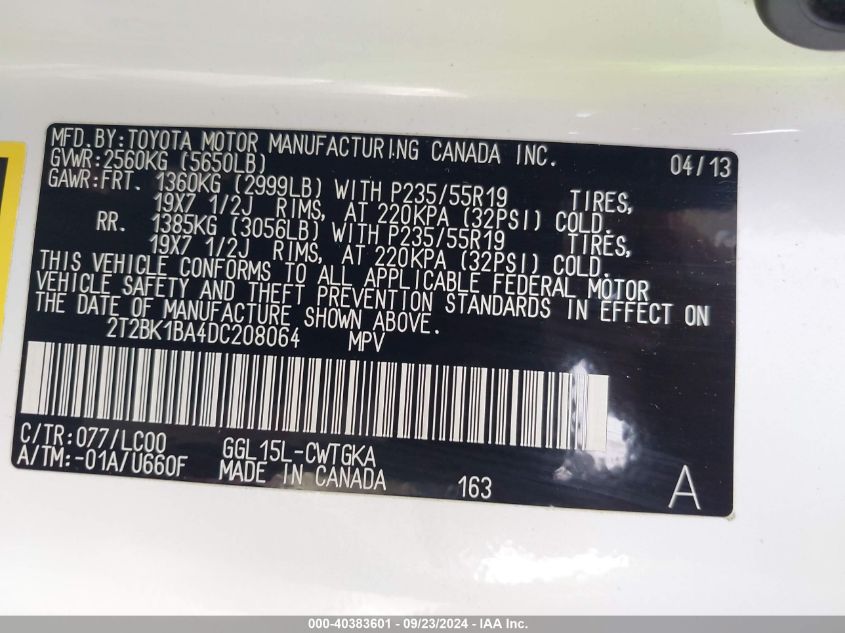 MFD. BY: TOYOTA MOTOR MANUFACTURING CANADA INC. 04/13
GVWR: 2560KG (5650LB)
GAWR: FRT. 1360KG (2999LB) WITH P235/55R19 TIRES,
19X7 1/2J RIMS, AT 220KPA (32PSI) COLD.
RR. 1385KG (3056LB) WITH P235/55R19 TIRES,
19X7 1/2J RIMS, AT 220KPA (32PSI) COLD.
THIS VEHICLE CONFORMS TO ALL APPLICABLE FEDERAL MOTOR
VEHICLE SAFETY AND THEFT PREVENTION STANDARDS IN EFFECT ON
THE DATE OF MANUFACTURE SHOWN ABOVE.
2T2BK1BA4DC208064 MPV
C/TR: 077/LC00 GGL15L-CWTGKA
A/TM: -01A/U660F MADE IN CANADA 163 A
000-40383601 - 09/23/2024 - IAA Inc.